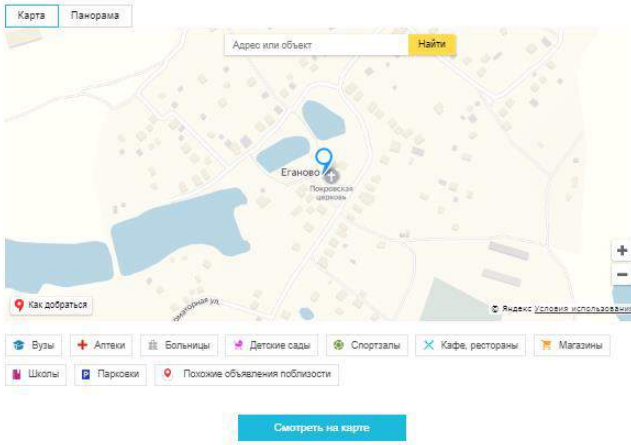 Карта Панорама
Адрес или объект Найти
Еганово
Покровская
церковь
Как добраться
© Яндекс Условия использования
Вузы Аптеки Больницы Детские сады Спортзалы Кафе, рестораны Магазины
Школы P Парковки Похожие объявления поблизости
Смотреть на карте